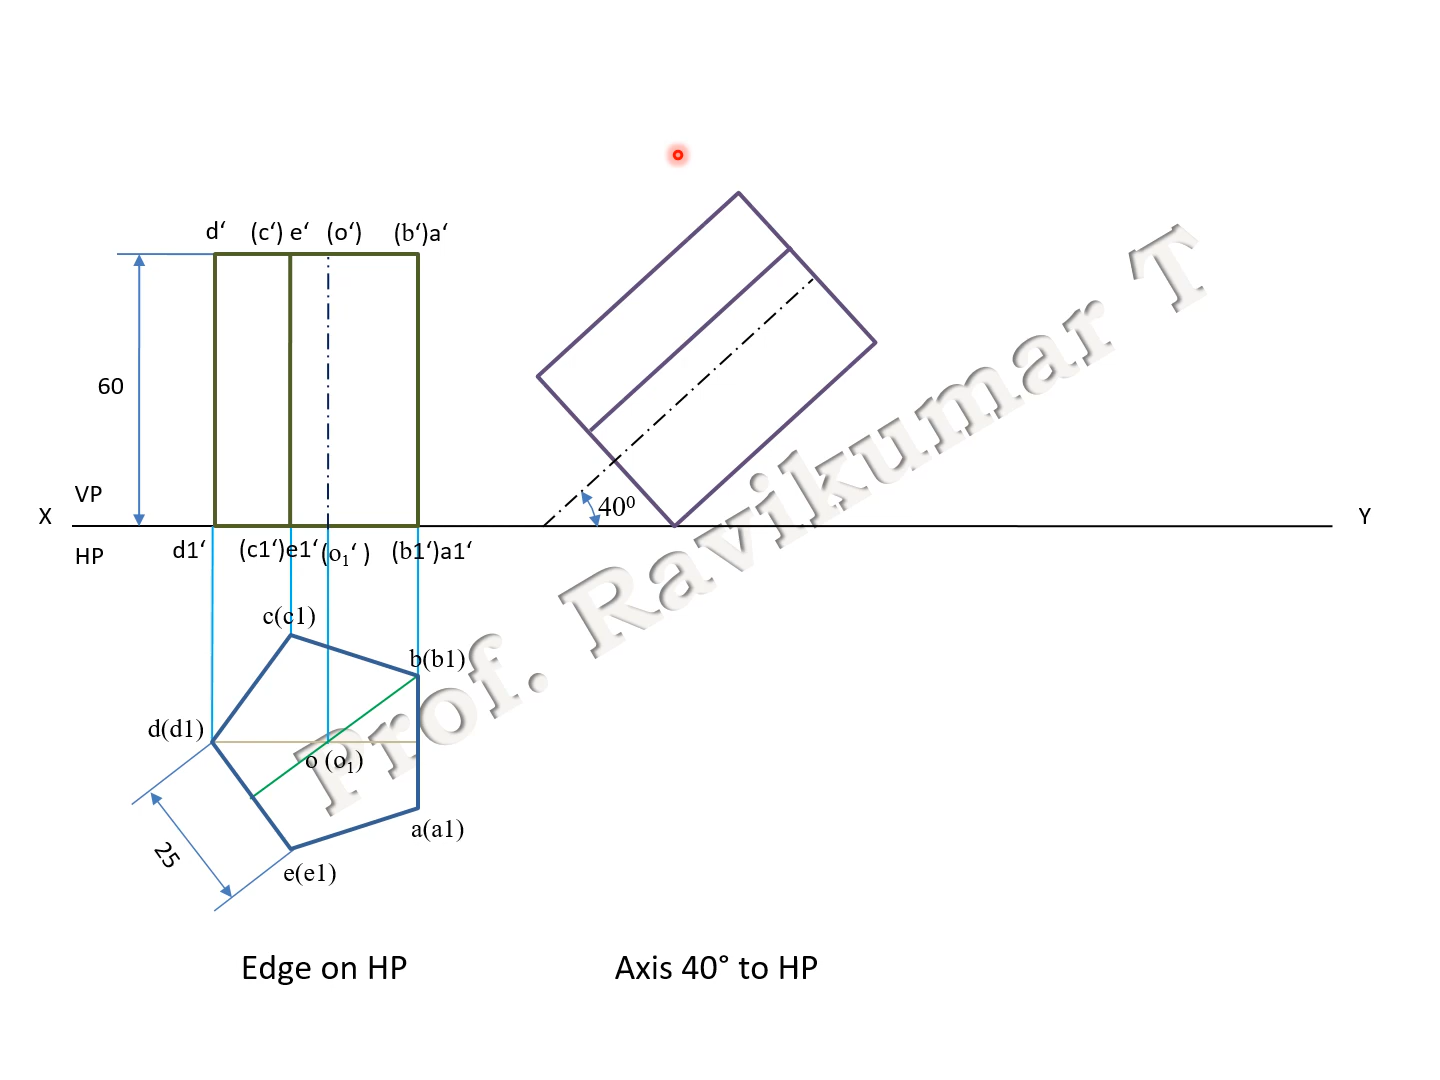 d‘ (c‘) e‘ (o‘) (b‘)a‘
60
VP
X
Y
40⁰
HP
d1‘ (c1‘)e1‘ (o₁‘ ) (b1‘)a1‘
c(c1)
b(b1)
d(d1)
o (o₁)
a(a1)
25
e(e1)
Prof. Ravikumar T
Edge on HP
Axis 40° to HP